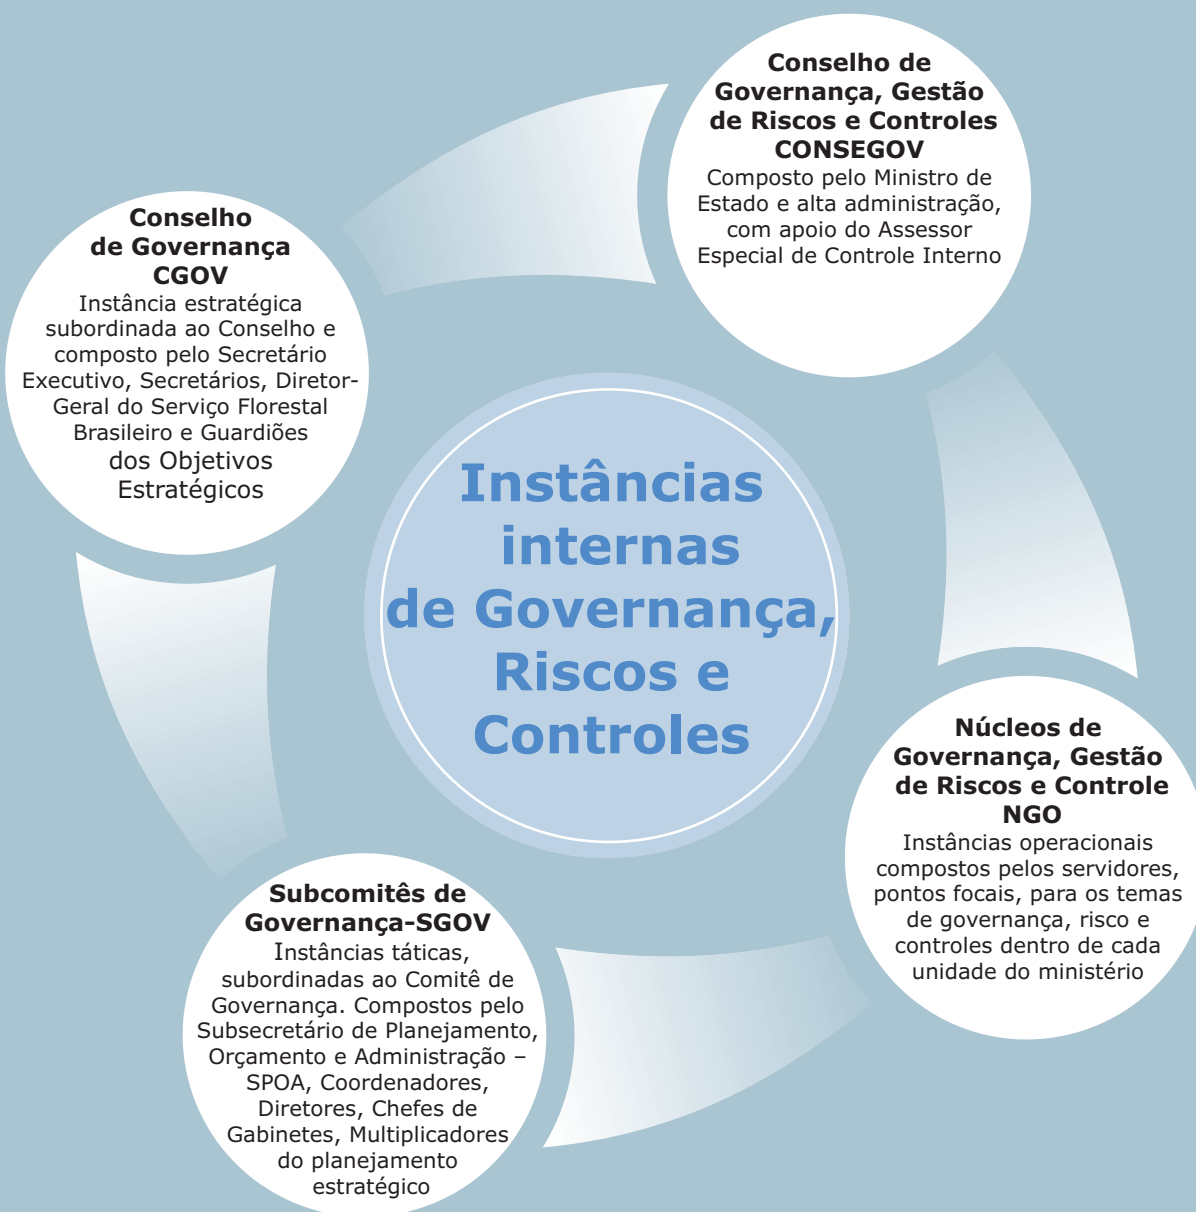 Conselho de
Governança, Gestão
de Riscos e Controles
CONSEGOV
Composto pelo Ministro de
Estado e alta administração,
com apoio do Assessor
Especial de Controle Interno
Conselho
de Governança
CGOV
Instância estratégica
subordinada ao Conselho e
composto pelo Secretário
Executivo, Secretários, Diretor-
Geral do Serviço Florestal
Brasileiro e Guardiões
dos Objetivos
Estratégicos
Instâncias
internas
de Governança,
Riscos e
Controles
Núcleos de
Governança, Gestão
de Riscos e Controle
NGO
Instâncias operacionais
compostos pelos servidores,
pontos focais, para os temas
de governança, risco e
controles dentro de cada
unidade do ministério
Subcomitês de
Governança-SGOV
Instâncias táticas,
subordinadas ao Comitê de
Governança. Compostos pelo
Subsecretário de Planejamento,
Orçamento e Administração –
SPOA, Coordenadores,
Diretores, Chefes de
Gabinetes, Multiplicadores
do planejamento
estratégico